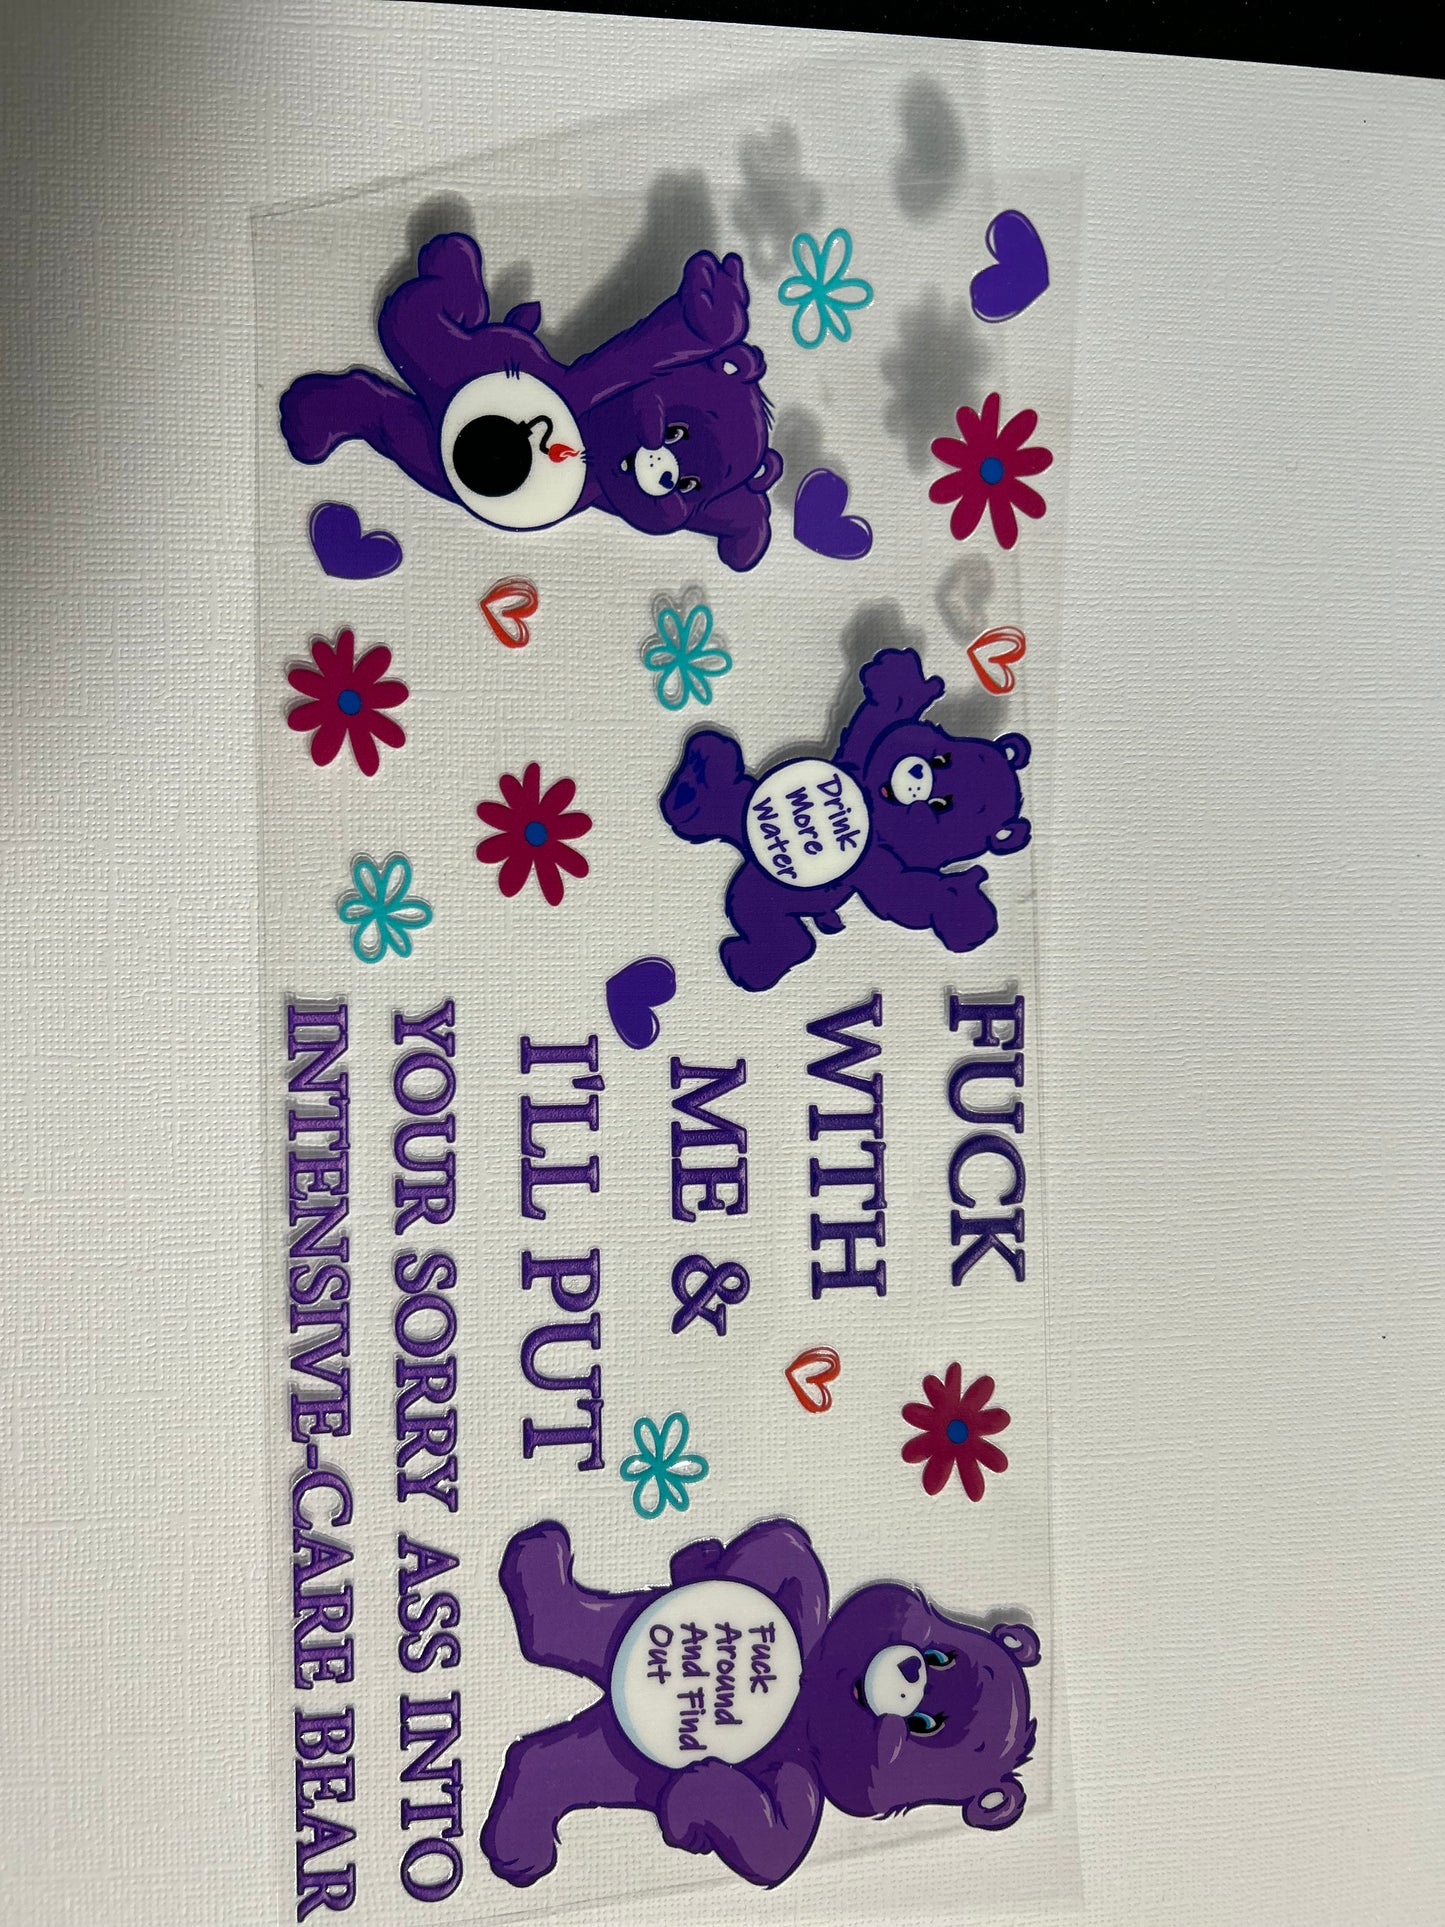 Drink
More
Water
FUCK
WITH
ME &
I'LL PUT
YOUR SORRY ASS INTO
INTENSIVE-CARE BEAR
Fuck
Around
And Find
Out